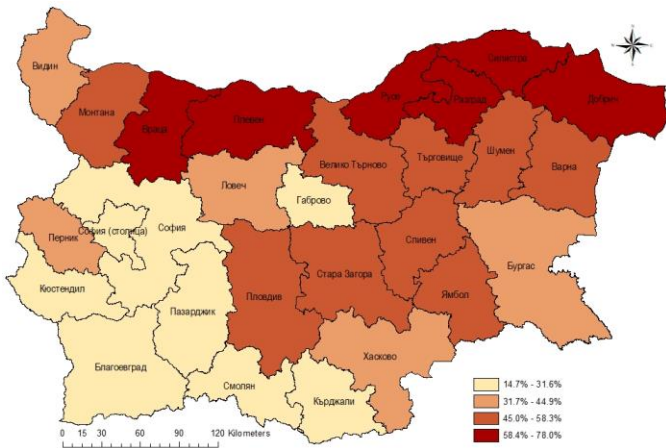 Видин
Монтана
Враца
Плевен
Русе
Силистра
Разград
Добрич
Велико Търново
Търговище
Шумен
Варна
Ловеч
Габрово
София (столица)
София
Перник
Кюстендил
Сливен
Стара Загора
Бургас
Ямбол
Пловдив
Пазарджик
Благоевград
Хасково
Смолян
Кърджали
14.7% - 31.6%
31.7% - 44.9%
45.0% - 58.3%
58.4% - 78.0%
0 15 30 60 90 120 Kilometers